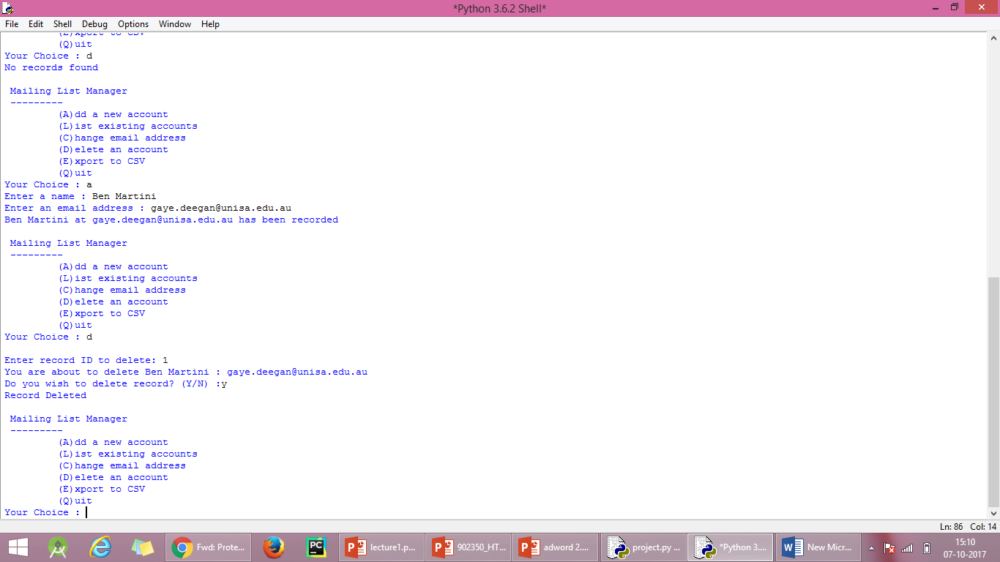 *Python 3.6.2 Shell*
File Edit Shell Debug Options Window Help
(E)xport to CSV
(Q)uit
Your Choice : d
No records found
Mailing List Manager
---------
(A)dd a new account
(L)ist existing accounts
(C)hange email address
(D)elete an account
(E)xport to CSV
(Q)uit
Your Choice : a
Enter a name : Ben Martini
Enter an email address : gaye.deegan@unisa.edu.au
Ben Martini at gaye.deegan@unisa.edu.au has been recorded
Mailing List Manager
---------
(A)dd a new account
(L)ist existing accounts
(C)hange email address
(D)elete an account
(E)xport to CSV
(Q)uit
Your Choice : d
Enter record ID to delete: 1
You are about to delete Ben Martini : gaye.deegan@unisa.edu.au
Do you wish to delete record? (Y/N) :y
Record Deleted
Mailing List Manager
---------
(A)dd a new account
(L)ist existing accounts
(C)hange email address
(D)elete an account
(E)xport to CSV
(Q)uit
Your Choice :
Ln: 86 Col: 14
PC Fwd: Prote... lecture1.p... 902350_HT... adword 2.... project.py ... *Python 3.... New Micr...
15:10
07-10-2017